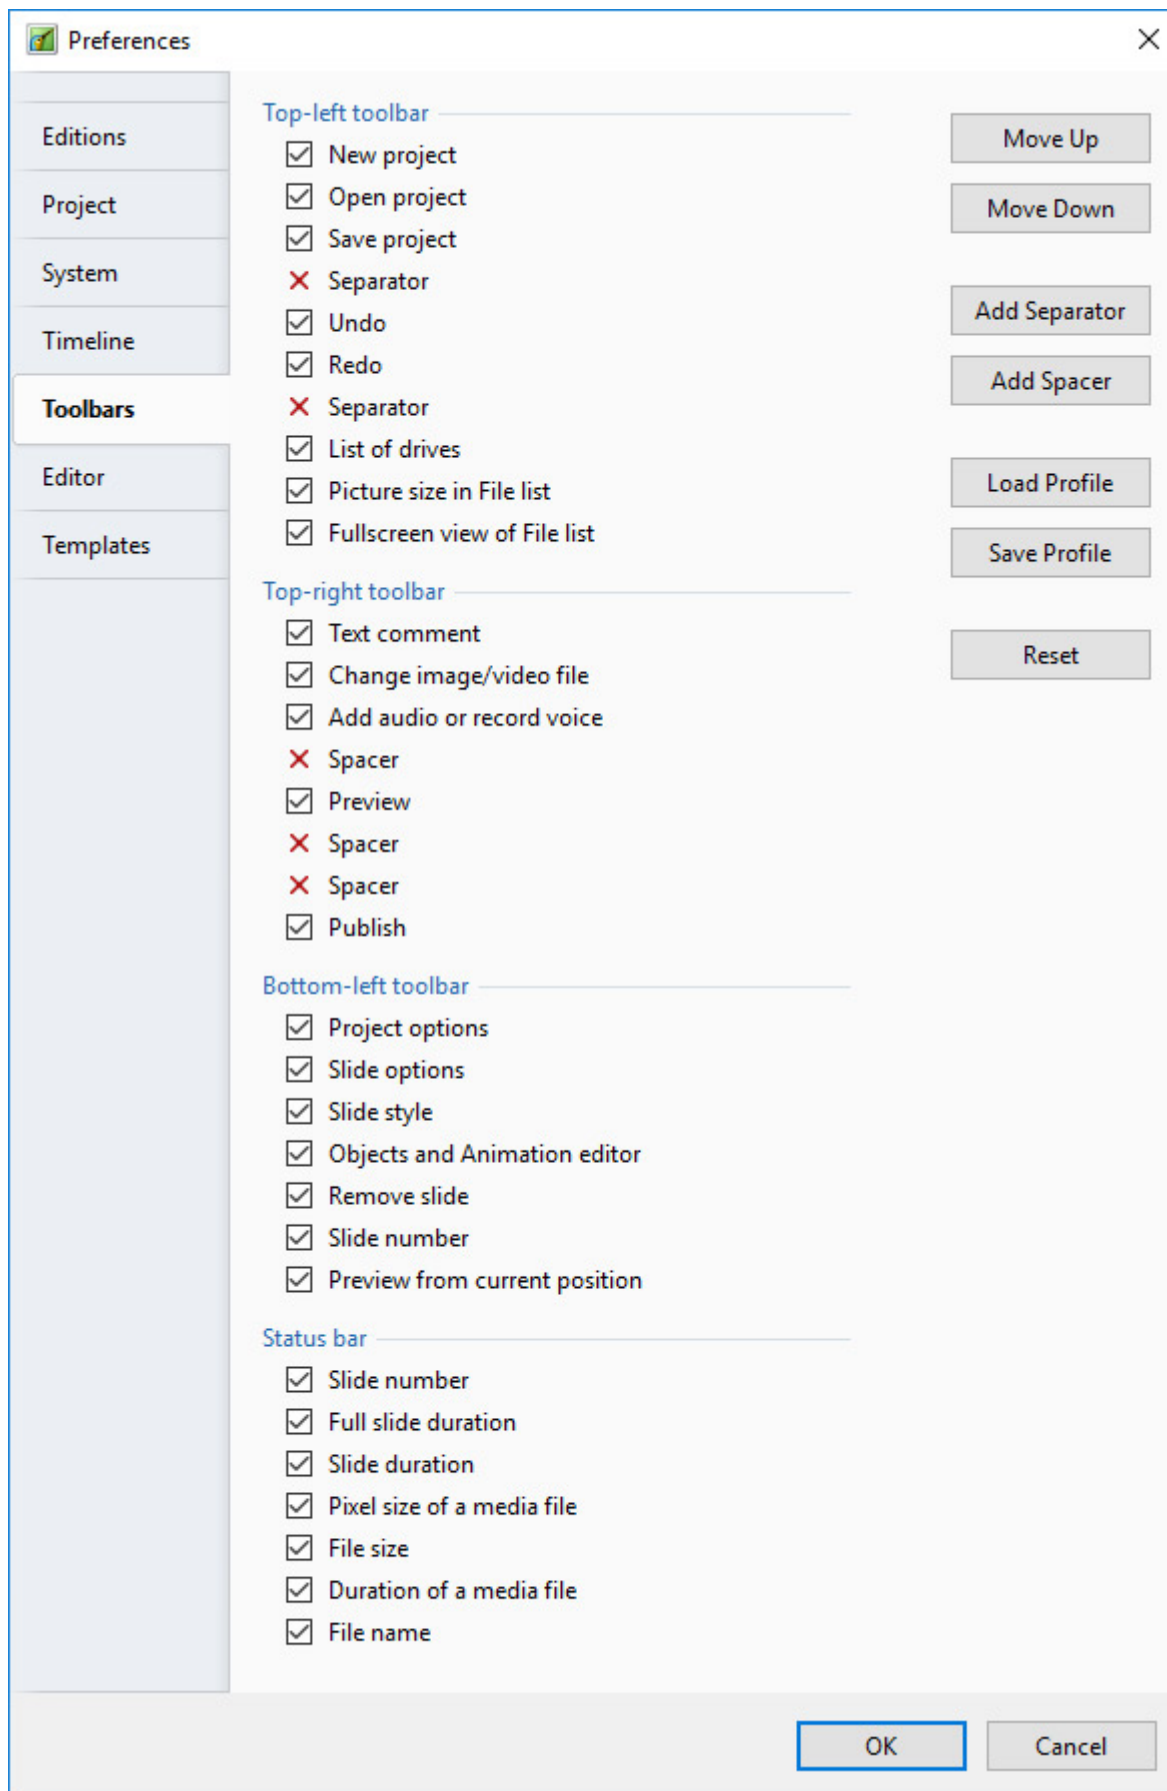 Preferences
Editions
Project
System
Timeline
Toolbars
Editor
Templates
Top-left toolbar
New project
Open project
Save project
Separator
Undo
Redo
Separator
List of drives
Picture size in File list
Fullscreen view of File list
Top-right toolbar
Text comment
Change image/video file
Add audio or record voice
Spacer
Preview
Spacer
Spacer
Publish
Bottom-left toolbar
Project options
Slide options
Slide style
Objects and Animation editor
Remove slide
Slide number
Preview from current position
Status bar
Slide number
Full slide duration
Slide duration
Pixel size of a media file
File size
Duration of a media file
File name
Move Up
Move Down
Add Separator
Add Spacer
Load Profile
Save Profile
Reset
OK
Cancel